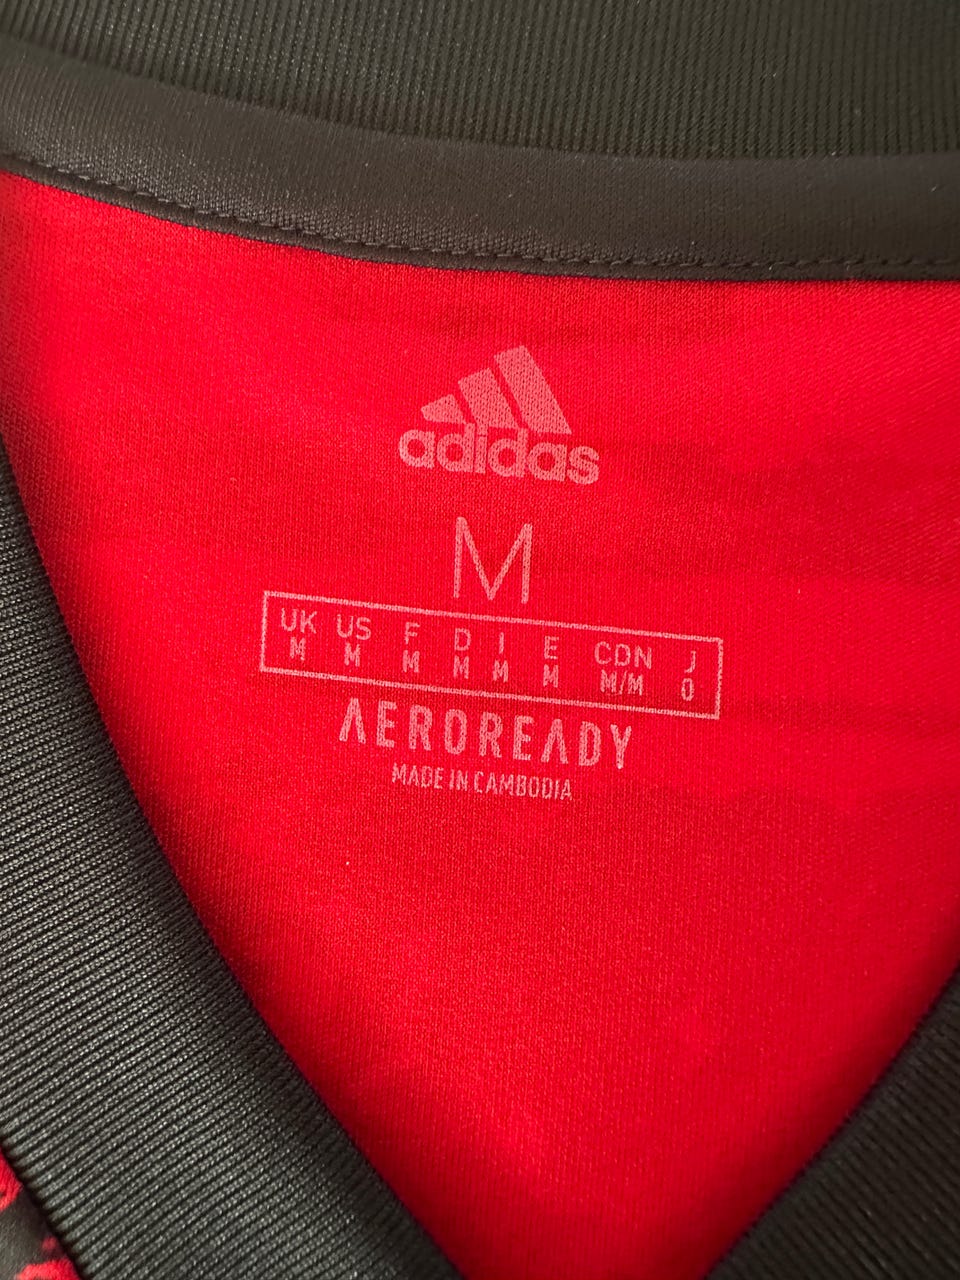 adidas
M
UK US F D I E CDN J
M M M M M M M/M O
AEROREADY
MADE IN CAMBODIA